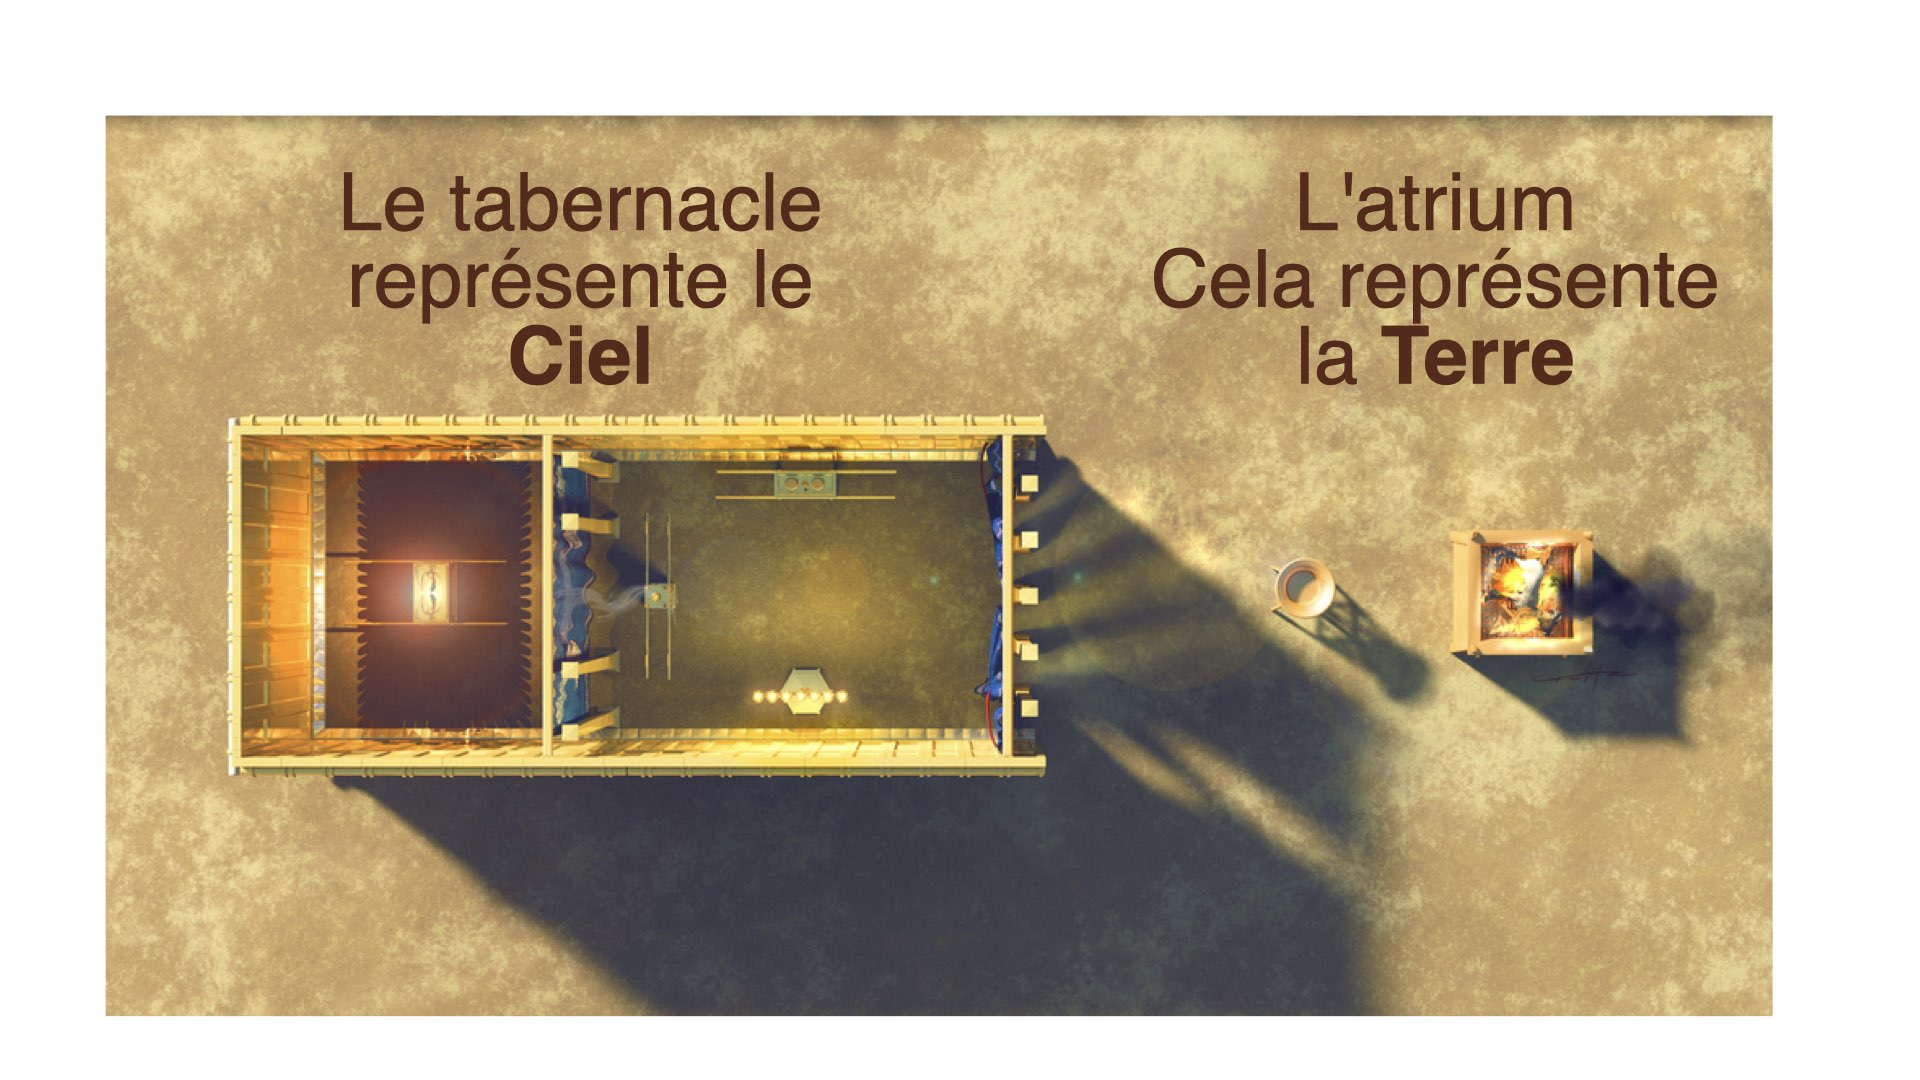 Le tabernacle
représente le
Ciel
L'atrium
Cela représente
la Terre